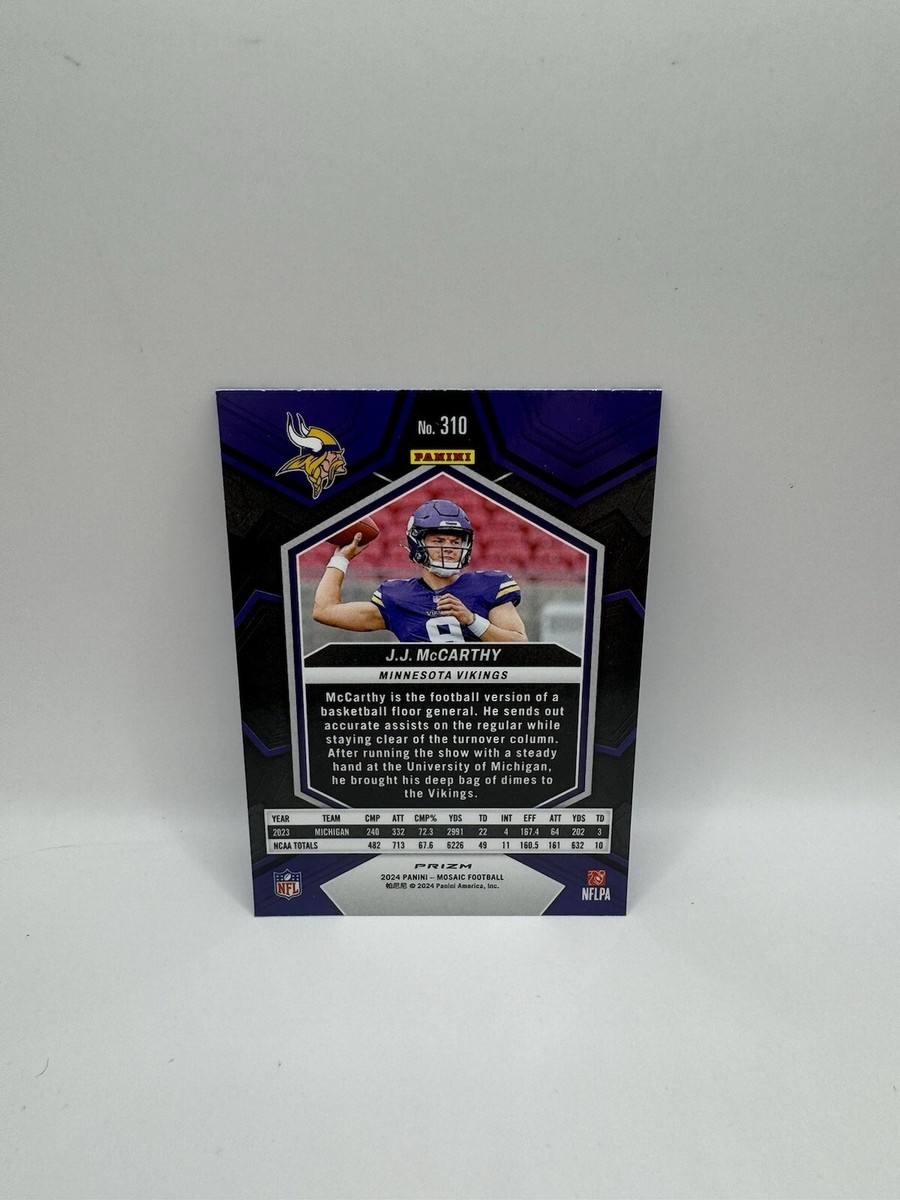 No. 310
PANINI
J.J. McCARTHY
MINNESOTA VIKINGS
McCarthy is the football version of a
basketball floor general. He sends out
accurate assists on the regular while
staying clear of the turnover column.
After running the show with a steady
hand at the University of Michigan,
he brought his deep bag of dimes to
the Vikings.
YEAR TEAM CMP ATT CMP% YDS TD INT EFF ATT YDS TD
2023 MICHIGAN 240 332 72.3 2991 22 4 167.4 64 202 3
NCAA TOTALS 482 713 67.6 6226 49 11 160.5 161 632 10
PRIZM
2024 PANINI – MOSAIC FOOTBALL
帕尼尼 © 2024 Panini America, Inc.
NFL
NFLPA